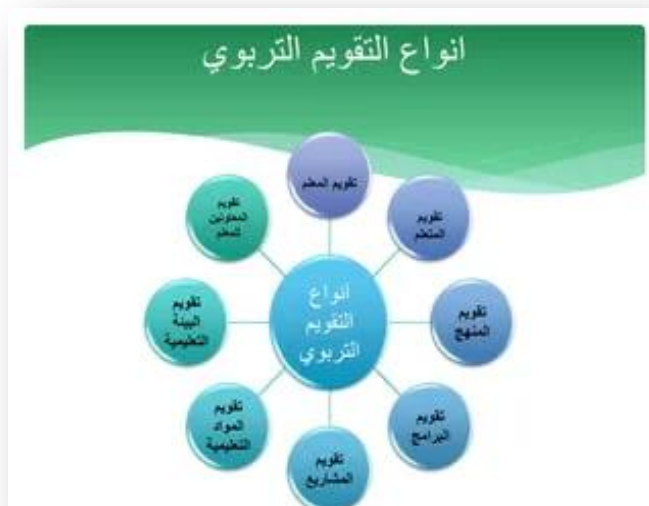 انواع التقويم التربوي
تقويم المعلم
تقويم
المتعلم
تقويم
المنهج
تقويم
البرامج
تقويم
المشاريع
تقويم
المواد
التعليمية
تقويم
البيئة
التعليمية
تقويم
المعاونين
للمعلم
انواع
التقويم
التربوي